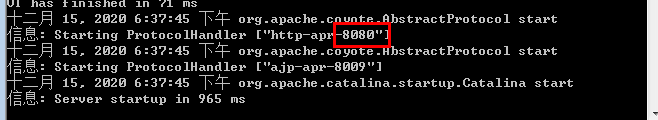 OI has finished in 71 ms
十二月 15, 2020 6:37:45 下午 org.apache.coyote.AbstractProtocol start
信息: Starting ProtocolHandler ["http-apr-8080"]
十二月 15, 2020 6:37:45 下午 org.apache.coyote.AbstractProtocol start
信息: Starting ProtocolHandler ["ajp-apr-8009"]
十二月 15, 2020 6:37:45 下午 org.apache.catalina.startup.Catalina start
信息: Server startup in 965 ms